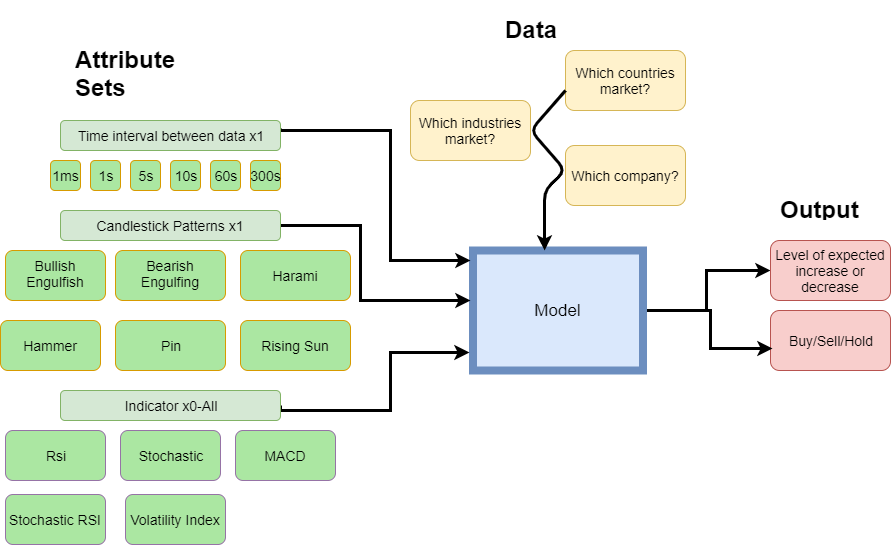 Data
Attribute
Sets
Which countries
market?
Which industries
market?
Time interval between data x1
1ms
1s
5s
10s
60s
300s
Which company?
Candlestick Patterns x1
Output
Bullish
Engulfish
Bearish
Engulfing
Harami
Level of expected
increase or
decrease
Model
Hammer
Pin
Rising Sun
Buy/Sell/Hold
Indicator x0-All
Rsi
Stochastic
MACD
Stochastic RSI
Volatility Index